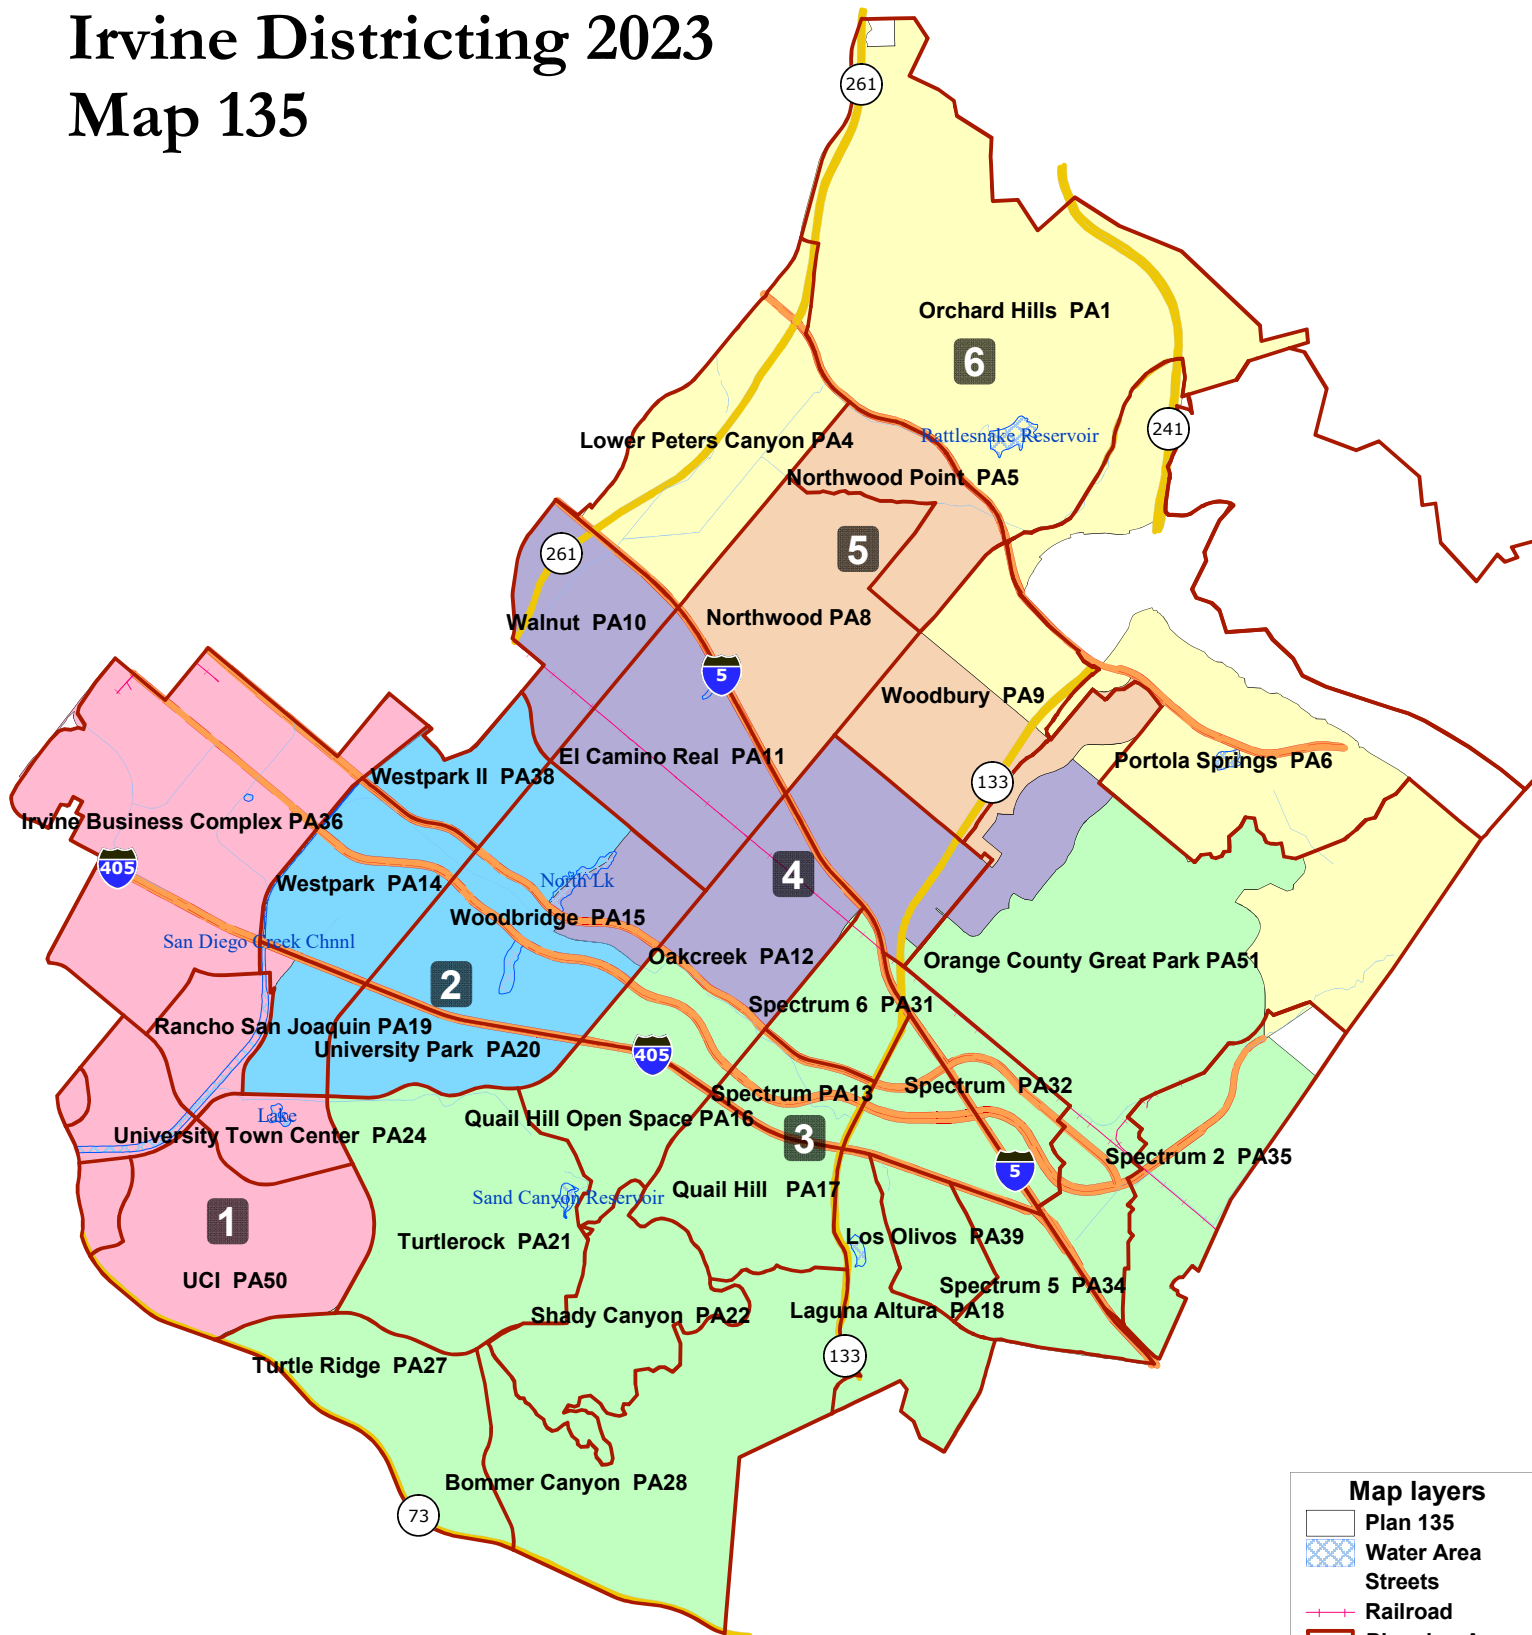 Irvine Districting 2023
Map 135
261
Orchard Hills PA1
6
241
Rattlesnake Reservoir
Lower Peters Canyon PA4
Northwood Point PA5
5
261
Walnut PA10
Northwood PA8
5
Woodbury PA9
El Camino Real PA11
Portola Springs PA6
Westpark II PA38
133
Irvine Business Complex PA36
405
4
Westpark PA14
North Lk
Woodbridge PA15
San Diego Creek Chnnl
Oakcreek PA12
Orange County Great Park PA51
2
Spectrum 6 PA31
Rancho San Joaquin PA19
University Park PA20
405
Spectrum PA13
Spectrum PA32
Lake
Quail Hill Open Space PA16
University Town Center PA24
3
Spectrum 2 PA35
5
Sand Canyon Reservoir
Quail Hill PA17
1
Turtlerock PA21
Los Olivos PA39
UCI PA50
Spectrum 5 PA34
Shady Canyon PA22
Laguna Altura PA18
133
Turtle Ridge PA27
Bommer Canyon PA28
73
Map layers
Plan 135
Water Area
Streets
Railroad